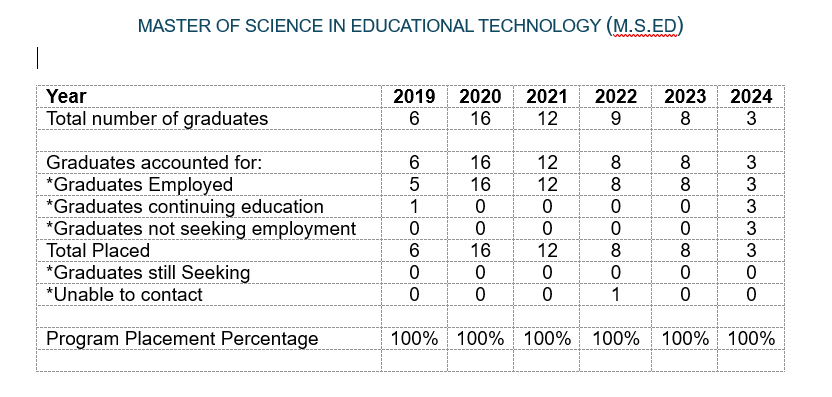 MASTER OF SCIENCE IN EDUCATIONAL TECHNOLOGY (M.S.ED)
Year 2019 2020 2021 2022 2023 2024
Total number of graduates 6 16 12 9 8 3
Graduates accounted for: 6 16 12 8 8 3
*Graduates Employed 5 16 12 8 8 3
*Graduates continuing education 1 0 0 0 0 3
*Graduates not seeking employment 0 0 0 0 0 3
Total Placed 6 16 12 8 8 3
*Graduates still Seeking 0 0 0 0 0 0
*Unable to contact 0 0 0 1 0 0
Program Placement Percentage 100% 100% 100% 100% 100% 100%